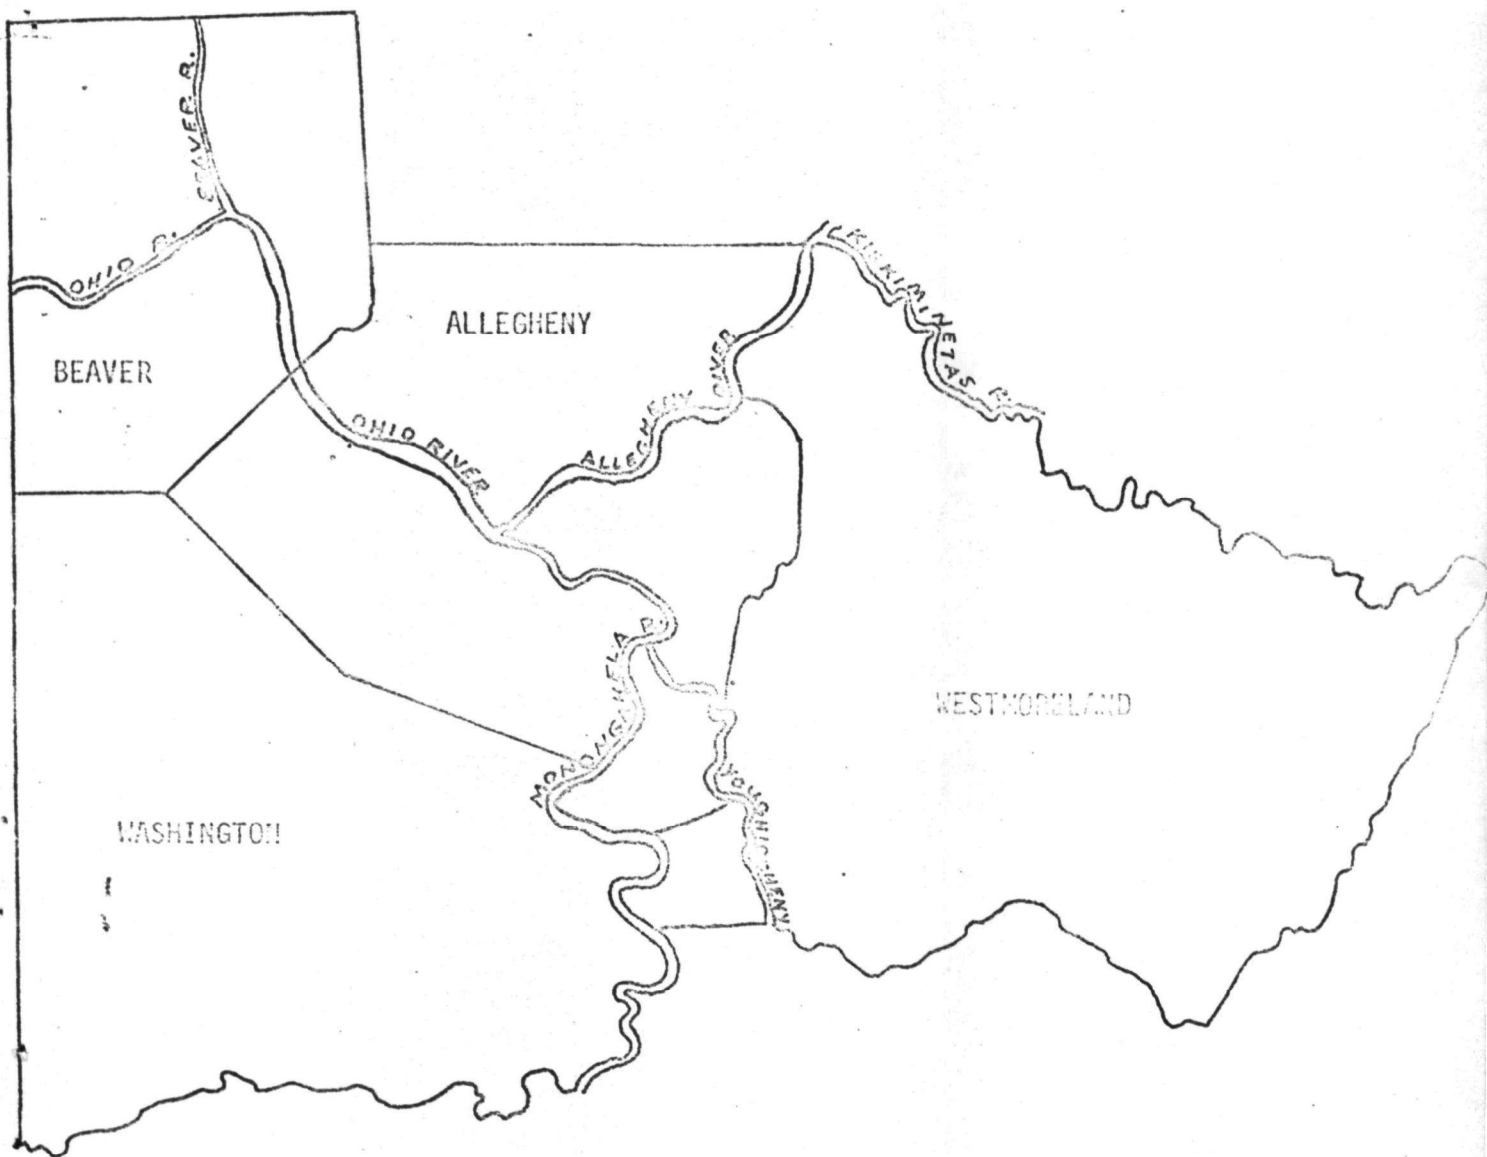 BEAVER R.
OHIO R.
BEAVER
ALLEGHENY
KISKIMINETAS R.
ALLEGHENY RIVER
OHIO RIVER
MONONGAHELA R.
YOUGHIOGHENY
WESTMORELAND
WASHINGTON